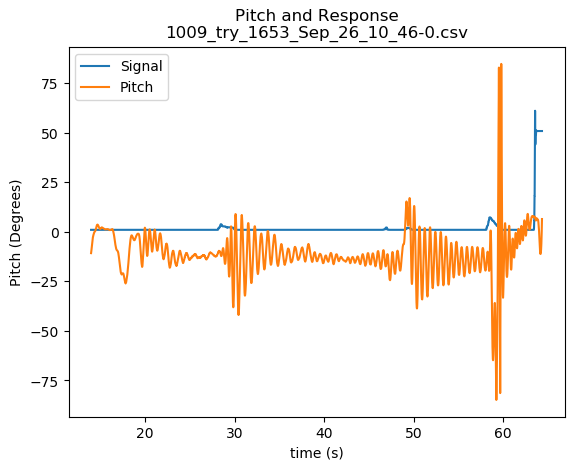 Pitch and Response
1009_try_1653_Sep_26_10_46-0.csv
Signal
Pitch
Pitch (Degrees)
75
50
25
0
−25
−50
−75
20
30
40
50
60
time (s)